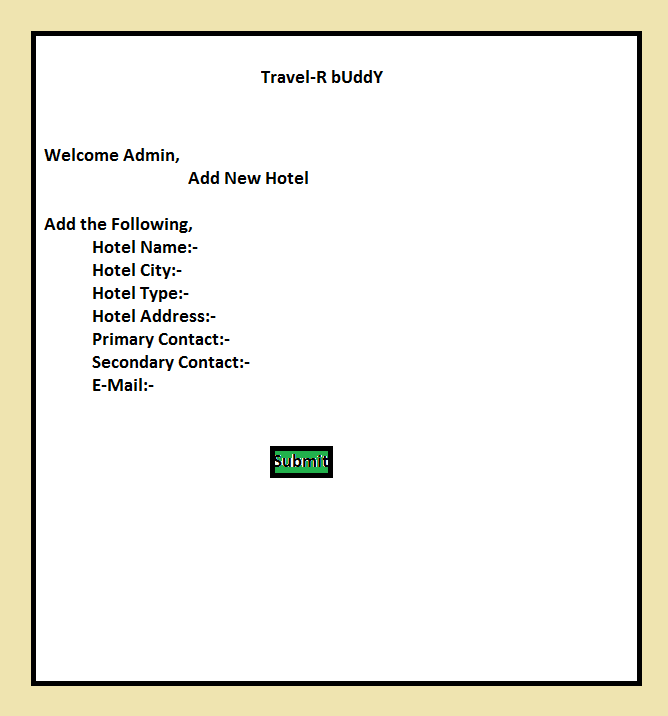 Travel-R bUddY
Welcome Admin,
Add New Hotel
Add the Following,
Hotel Name:-
Hotel City:-
Hotel Type:-
Hotel Address:-
Primary Contact:-
Secondary Contact:-
E-Mail:-
Submit